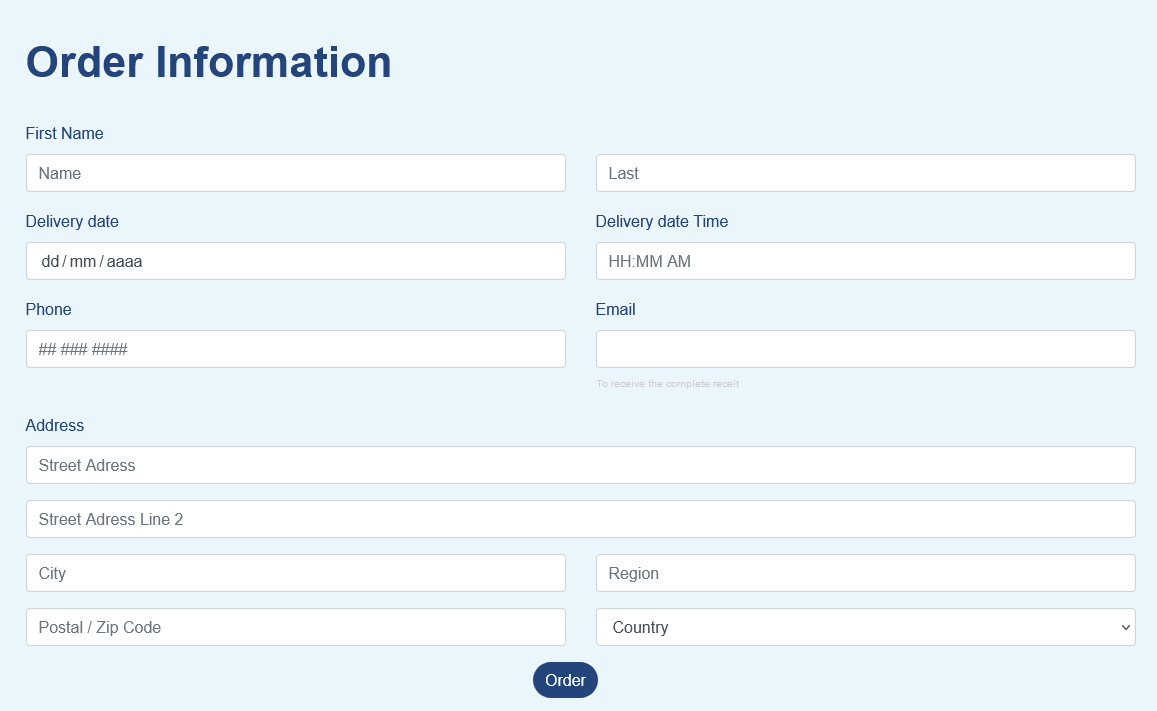 Order Information
First Name
Name Last
Delivery date Delivery date Time
dd/mm/aaaa HH:MM AM
Phone Email
## ### ####
To receive the complete receit
Address
Street Adress
Street Adress Line 2
City Region
Postal / Zip Code Country
Order